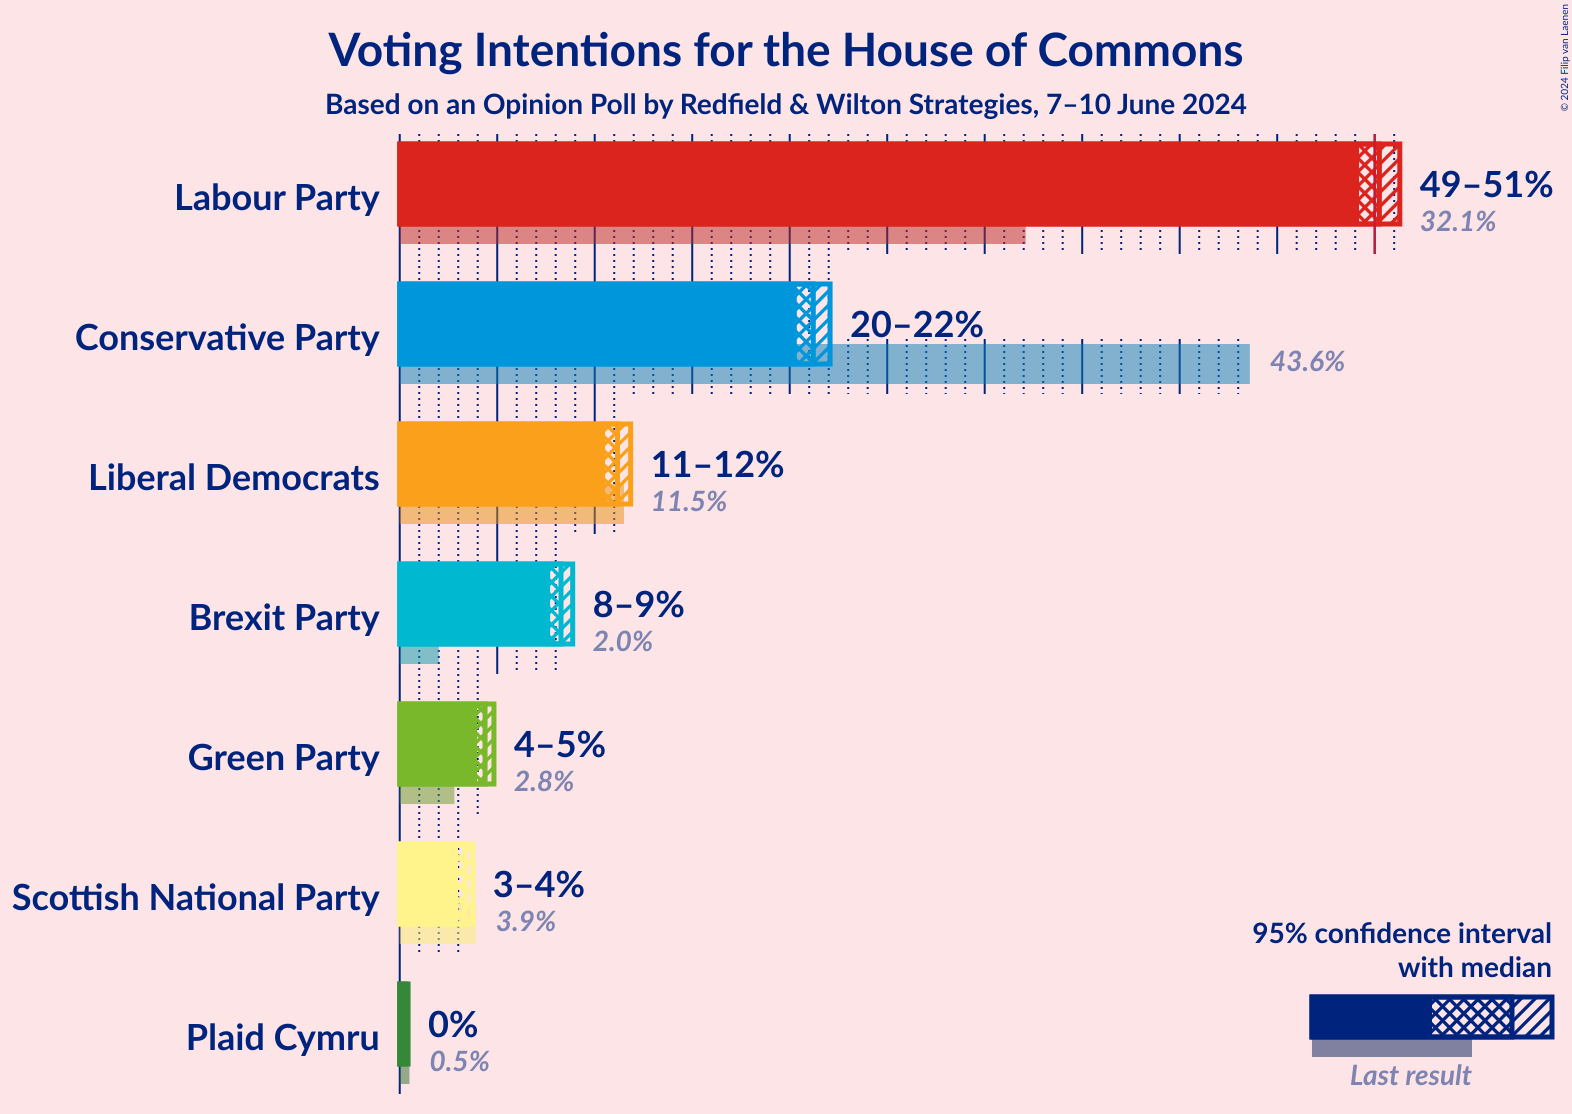 Voting Intentions for the House of Commons
Based on an Opinion Poll by Redfield & Wilton Strategies, 7–10 June 2024
© 2024 Filip van Laenen
Labour Party
49–51%
32.1%
Conservative Party
20–22%
43.6%
Liberal Democrats
11–12%
11.5%
Brexit Party
8–9%
2.0%
Green Party
4–5%
2.8%
Scottish National Party
3–4%
3.9%
Plaid Cymru
0%
0.5%
95% confidence interval
with median
Last result